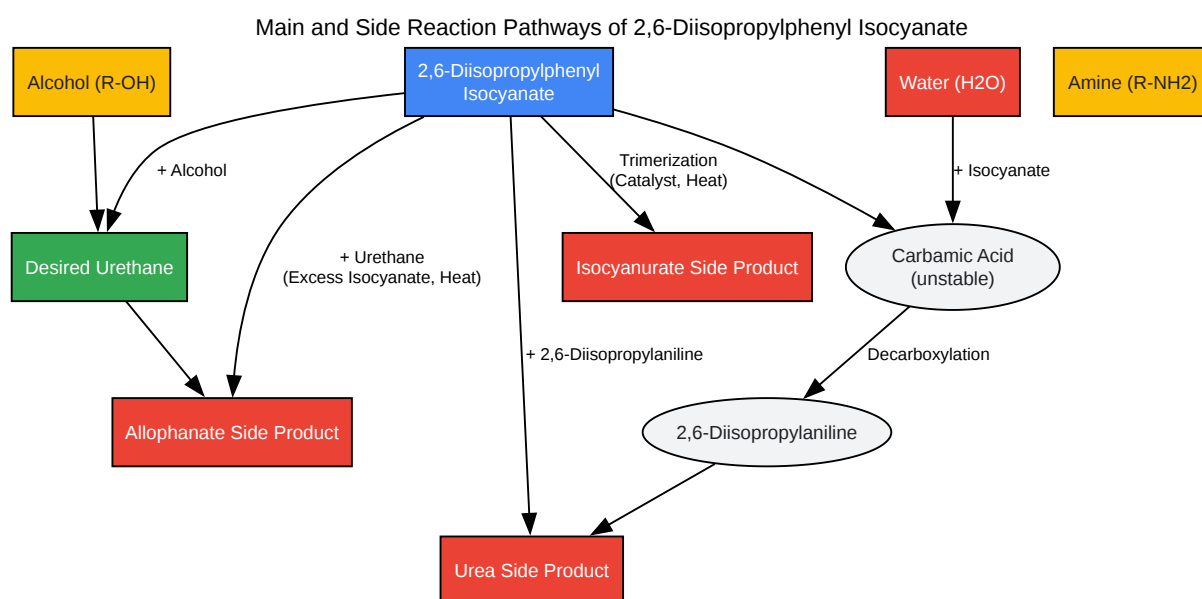 Main and Side Reaction Pathways of 2,6-Diisopropylphenyl Isocyanate
Alcohol (R-OH)
2,6-Diisopropylphenyl
Isocyanate
Water (H2O)
Amine (R-NH2)
+ Alcohol
Trimerization
(Catalyst, Heat)
+ Isocyanate
Desired Urethane
+ Urethane
(Excess Isocyanate, Heat)
Isocyanurate Side Product
Carbamic Acid
(unstable)
+ 2,6-Diisopropylaniline
Decarboxylation
Allophanate Side Product
2,6-Diisopropylaniline
Urea Side Product